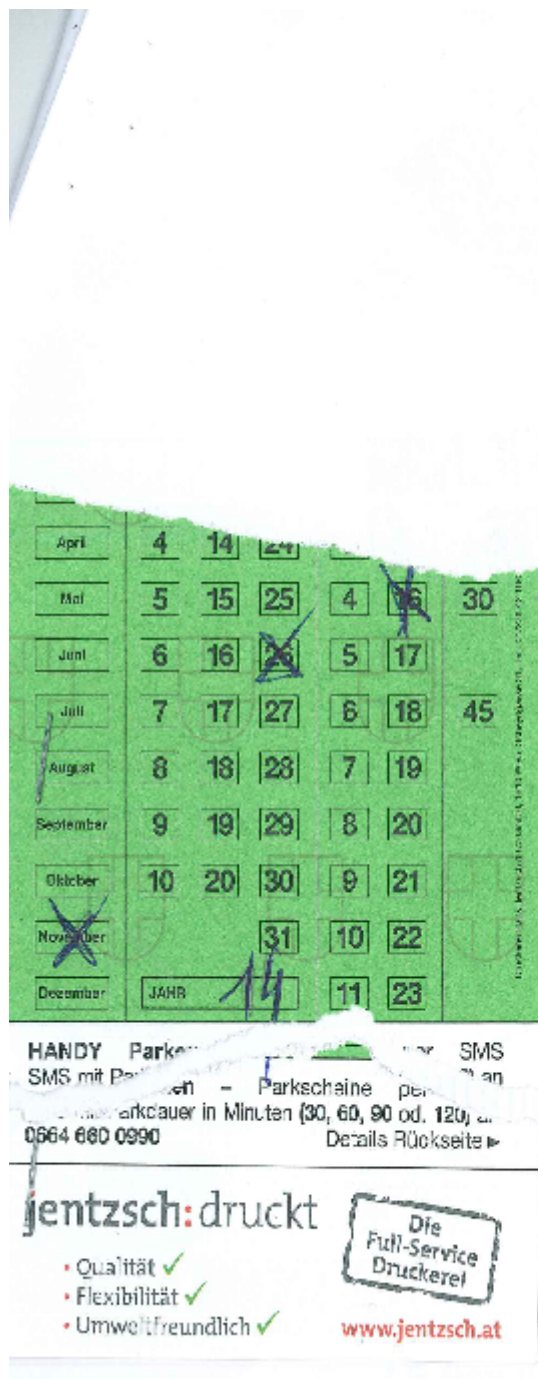 April 4 14 24
Mai 5 15 25 4 16 30
Juni 6 16 26 5 17
Juli 7 17 27 6 18 45
August 8 18 28 7 19
September 9 19 29 8 20
Oktober 10 20 30 9 21
November 31 10 22
Dezember JAHR 14 11 23
HANDY SMS
SMS mit – Parkscheine an
in Minuten (30, 60, 90 od. 120)
0664 660 0990 Details Rückseite ►
jentzsch:druckt
Die
Full-Service
Druckerei
• Qualität ✓
• Flexibilität ✓
• Umweltfreundlich ✓
www.jentzsch.at